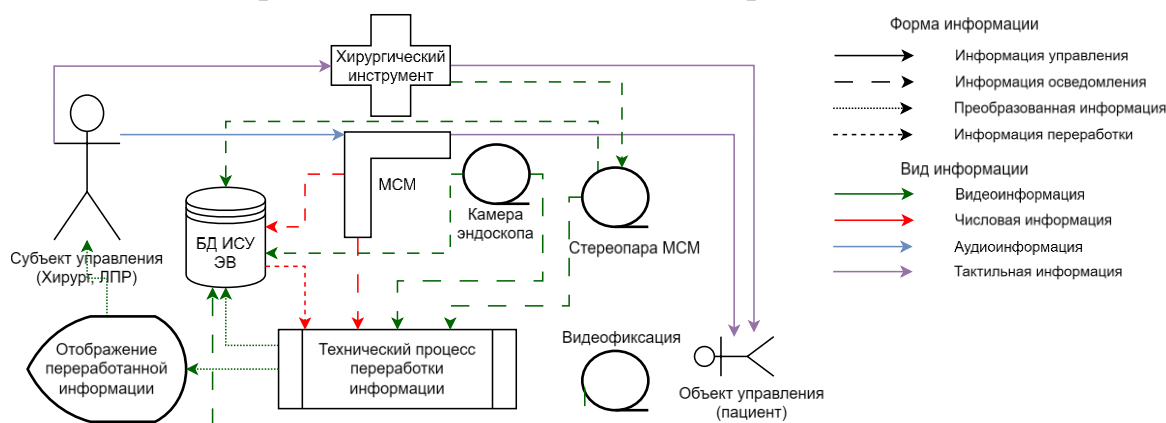 Хирургический
инструмент
МСМ
Камера
эндоскопа
Стереопара МСМ
БД ИСУ
ЭВ
Субъект управления
(Хирург, ЛПР)
Отображение
переработанной
информации
Технический процесс
переработки
информации
Видеофиксация
Объект управления
(пациент)
Форма информации
Информация управления
Информация осведомления
Преобразованная информация
Информация переработки
Вид информации
Видеоинформация
Числовая информация
Аудиоинформация
Тактильная информация